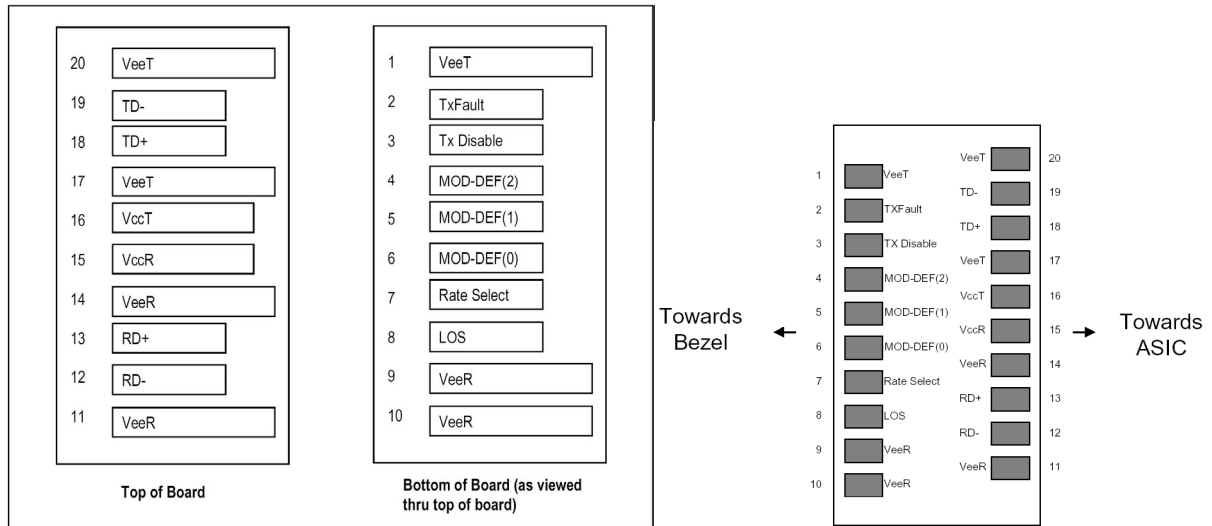 20 VeeT
19 TD-
18 TD+
17 VeeT
16 VccT
15 VccR
14 VeeR
13 RD+
12 RD-
11 VeeR
Top of Board
1 VeeT
2 TxFault
3 Tx Disable
4 MOD-DEF(2)
5 MOD-DEF(1)
6 MOD-DEF(0)
7 Rate Select
8 LOS
9 VeeR
10 VeeR
Bottom of Board (as viewed
thru top of board)
Towards
Bezel
1 VeeT
2 TXFault
3 TX Disable
4 MOD-DEF(2)
5 MOD-DEF(1)
6 MOD-DEF(0)
7 Rate Select
8 LOS
9 VeeR
10 VeeR
VeeT 20
TD- 19
TD+ 18
VeeT 17
VccT 16
VccR 15
VeeR 14
RD+ 13
RD- 12
VeeR 11
Towards
ASIC